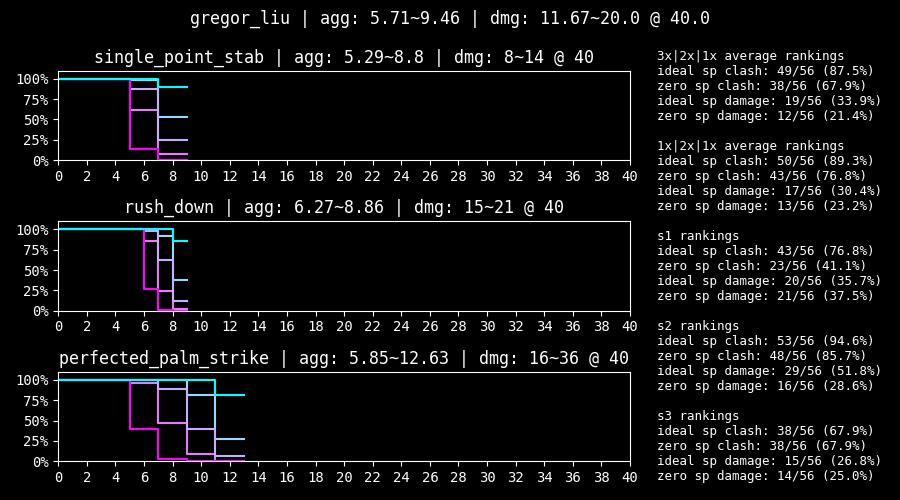 gregor_liu | agg: 5.71~9.46 | dmg: 11.67~20.0 @ 40.0
single_point_stab | agg: 5.29~8.8 | dmg: 8~14 @ 40
100%
75%
50%
25%
0%
0 2 4 6 8 10 12 14 16 18 20 22 24 26 28 30 32 34 36 38 40
rush_down | agg: 6.27~8.86 | dmg: 15~21 @ 40
100%
75%
50%
25%
0%
0 2 4 6 8 10 12 14 16 18 20 22 24 26 28 30 32 34 36 38 40
perfected_palm_strike | agg: 5.85~12.63 | dmg: 16~36 @ 40
100%
75%
50%
25%
0%
0 2 4 6 8 10 12 14 16 18 20 22 24 26 28 30 32 34 36 38 40
3x|2x|1x average rankings
ideal sp clash: 49/56 (87.5%)
zero sp clash: 38/56 (67.9%)
ideal sp damage: 19/56 (33.9%)
zero sp damage: 12/56 (21.4%)
1x|2x|1x average rankings
ideal sp clash: 50/56 (89.3%)
zero sp clash: 43/56 (76.8%)
ideal sp damage: 17/56 (30.4%)
zero sp damage: 13/56 (23.2%)
s1 rankings
ideal sp clash: 43/56 (76.8%)
zero sp clash: 23/56 (41.1%)
ideal sp damage: 20/56 (35.7%)
zero sp damage: 21/56 (37.5%)
s2 rankings
ideal sp clash: 53/56 (94.6%)
zero sp clash: 48/56 (85.7%)
ideal sp damage: 29/56 (51.8%)
zero sp damage: 16/56 (28.6%)
s3 rankings
ideal sp clash: 38/56 (67.9%)
zero sp clash: 38/56 (67.9%)
ideal sp damage: 15/56 (26.8%)
zero sp damage: 14/56 (25.0%)